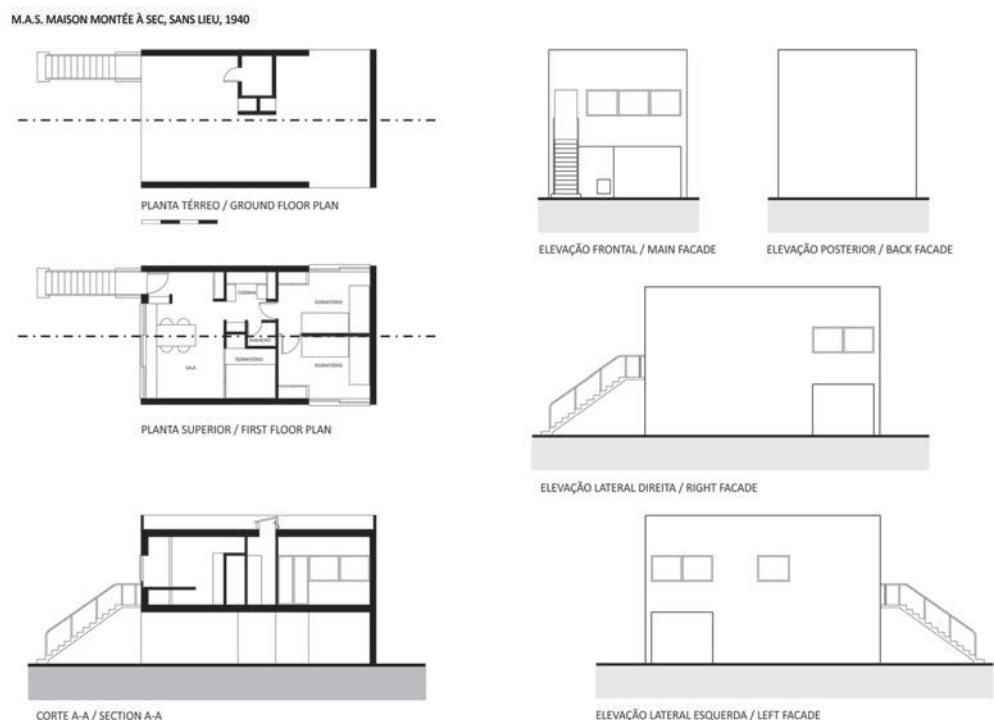 M.A.S. MAISON MONTÉE À SEC, SANS LIEU, 1940
PLANTA TÉRREO / GROUND FLOOR PLAN
ELEVAÇÃO FRONTAL / MAIN FACADE
ELEVAÇÃO POSTERIOR / BACK FACADE
COZINHA
DORMITÓRIO
BANHEIRO
DORMITÓRIO
SALA
DORMITÓRIO
PLANTA SUPERIOR / FIRST FLOOR PLAN
ELEVAÇÃO LATERAL DIREITA / RIGHT FACADE
CORTE A-A / SECTION A-A
ELEVAÇÃO LATERAL ESQUERDA / LEFT FACADE